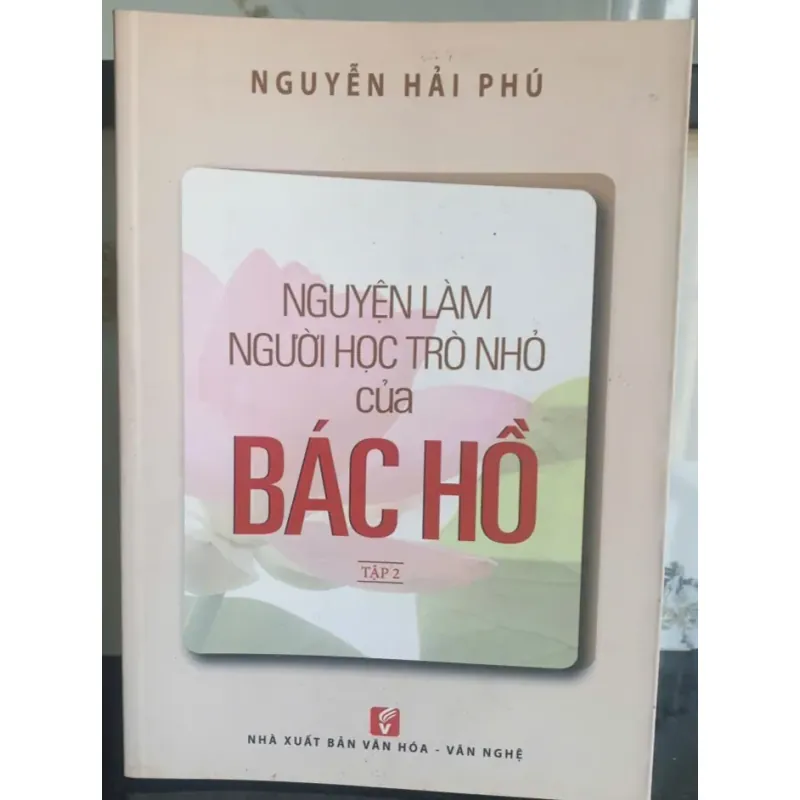 NGUYỄN HẢI PHÚ
NGUYỆN LÀM
NGƯỜI HỌC TRÒ NHỎ
của
BÁC HỒ
TẬP 2
V
NHÀ XUẤT BẢN VĂN HÓA - VĂN NGHỆ